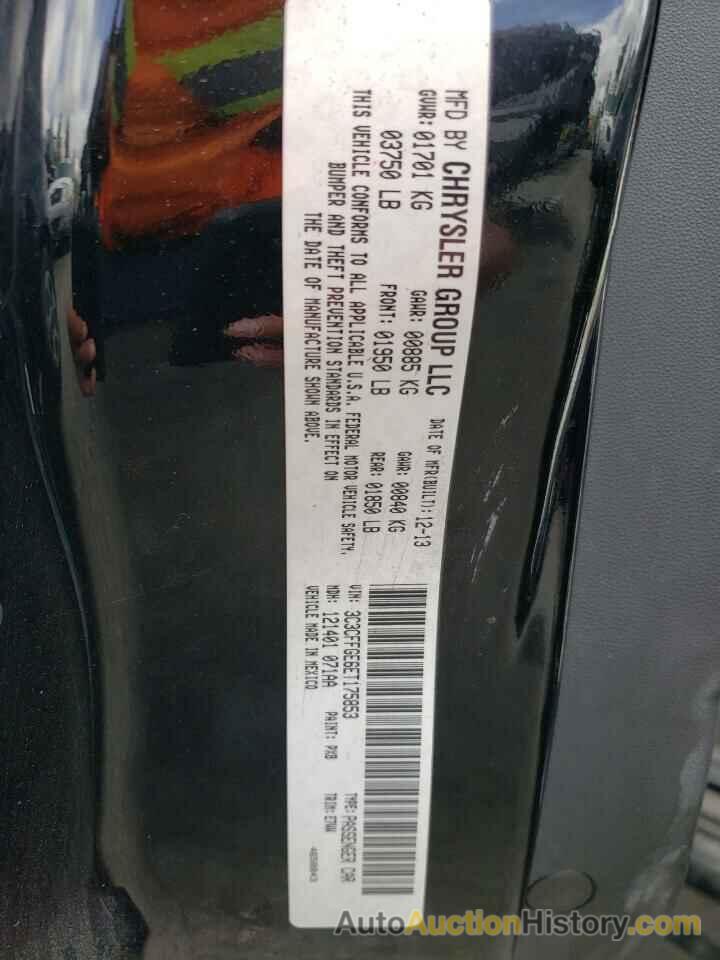 MFD BY CHRYSLER GROUP LLC
DATE OF MFR(BUILT): 12-13
GVWR: 01701 KG
GAWR: 00885 KG
GAWR: 00840 KG
03750 LB
FRONT: 01950 LB
REAR: 01850 LB
THIS VEHICLE CONFORMS TO ALL APPLICABLE U.S.A. FEDERAL MOTOR VEHICLE SAFETY,
BUMPER AND THEFT PREVENTION STANDARDS IN EFFECT ON
THE DATE OF MANUFACTURE SHOWN ABOVE.
VIN: 3C3CFFGE6ET175853
TYPE: PASSENGER CAR
MDH: 121401 071AA
PAINT: PXB
VEHICLE MADE IN MEXICO
AutoAuctionHistory.com